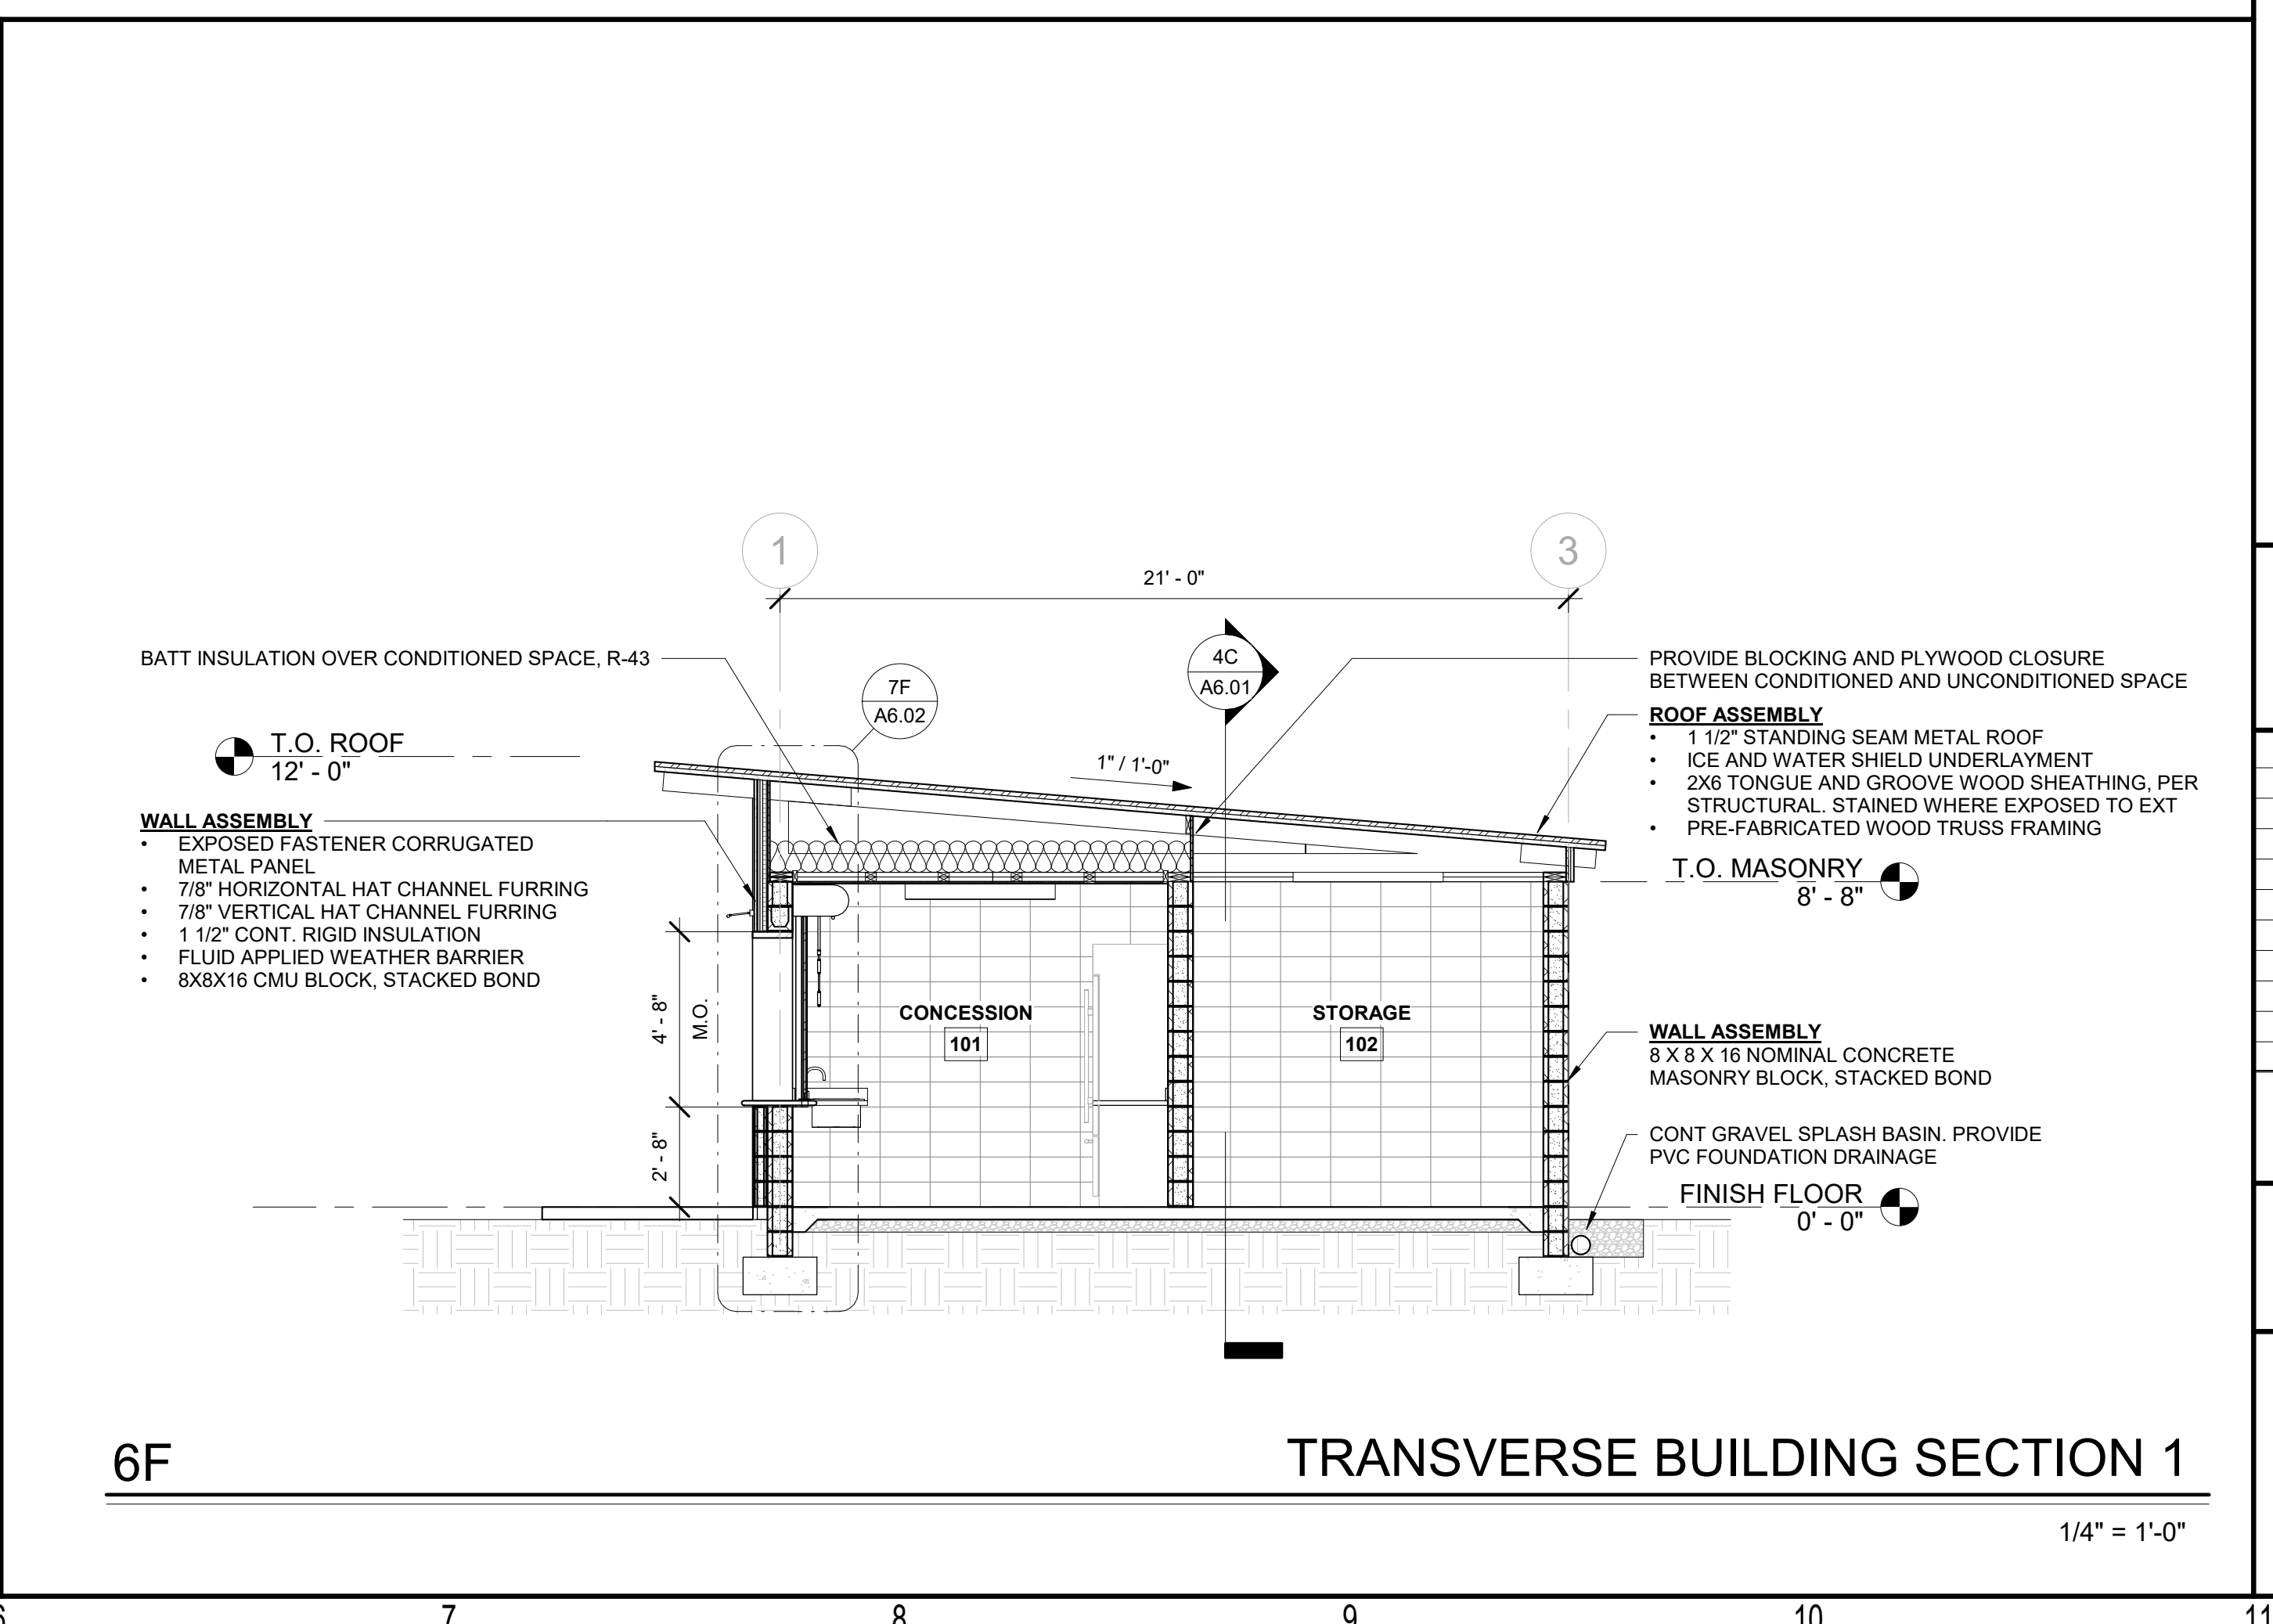 1
3
21' - 0"
BATT INSULATION OVER CONDITIONED SPACE, R-43
7F
A6.02
4C
A6.01
PROVIDE BLOCKING AND PLYWOOD CLOSURE
BETWEEN CONDITIONED AND UNCONDITIONED SPACE
T.O. ROOF
12' - 0"
1" / 1'-0"
ROOF ASSEMBLY
• 1 1/2" STANDING SEAM METAL ROOF
• ICE AND WATER SHIELD UNDERLAYMENT
• 2X6 TONGUE AND GROOVE WOOD SHEATHING, PER
STRUCTURAL. STAINED WHERE EXPOSED TO EXT
• PRE-FABRICATED WOOD TRUSS FRAMING
WALL ASSEMBLY
• EXPOSED FASTENER CORRUGATED
METAL PANEL
• 7/8" HORIZONTAL HAT CHANNEL FURRING
• 7/8" VERTICAL HAT CHANNEL FURRING
• 1 1/2" CONT. RIGID INSULATION
• FLUID APPLIED WEATHER BARRIER
• 8X8X16 CMU BLOCK, STACKED BOND
T.O. MASONRY
8' - 8"
4' - 8"
M.O.
2' - 8"
CONCESSION
101
STORAGE
102
WALL ASSEMBLY
8 X 8 X 16 NOMINAL CONCRETE
MASONRY BLOCK, STACKED BOND
CONT GRAVEL SPLASH BASIN. PROVIDE
PVC FOUNDATION DRAINAGE
FINISH FLOOR
0' - 0"
6F
TRANSVERSE BUILDING SECTION 1
1/4" = 1'-0"
6
7
8
9
10
11